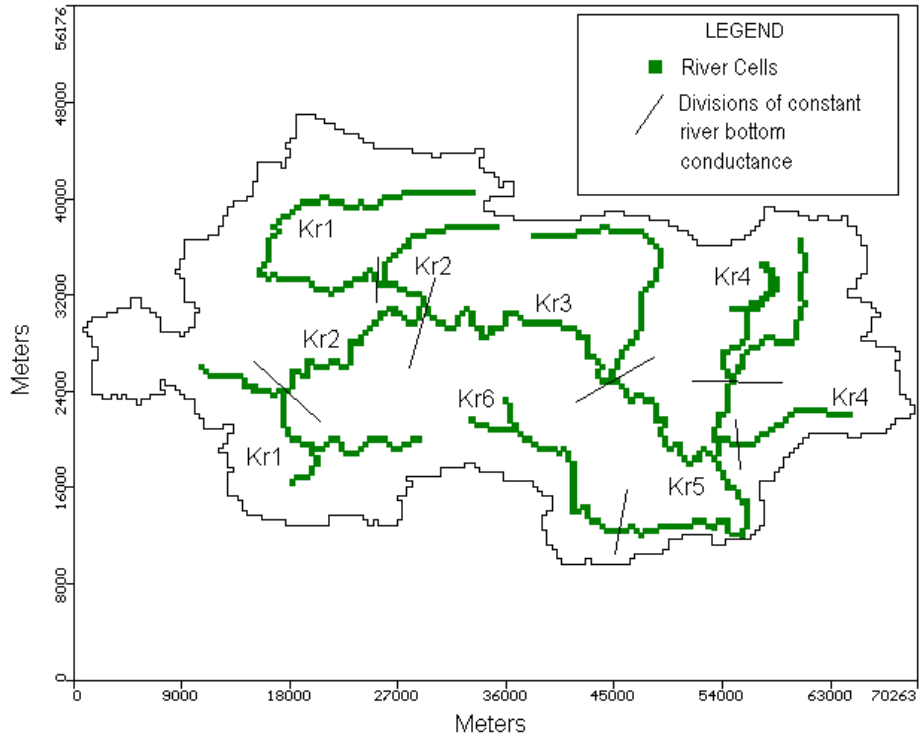 LEGEND
River Cells
Divisions of constant
river bottom
conductance
56176
48000
40000
32000
24000
16000
8000
0
Meters
Kr1
Kr2
Kr4
Kr3
Kr2
Kr6
Kr4
Kr1
Kr5
0
9000
18000
27000
36000
45000
54000
63000
70263
Meters